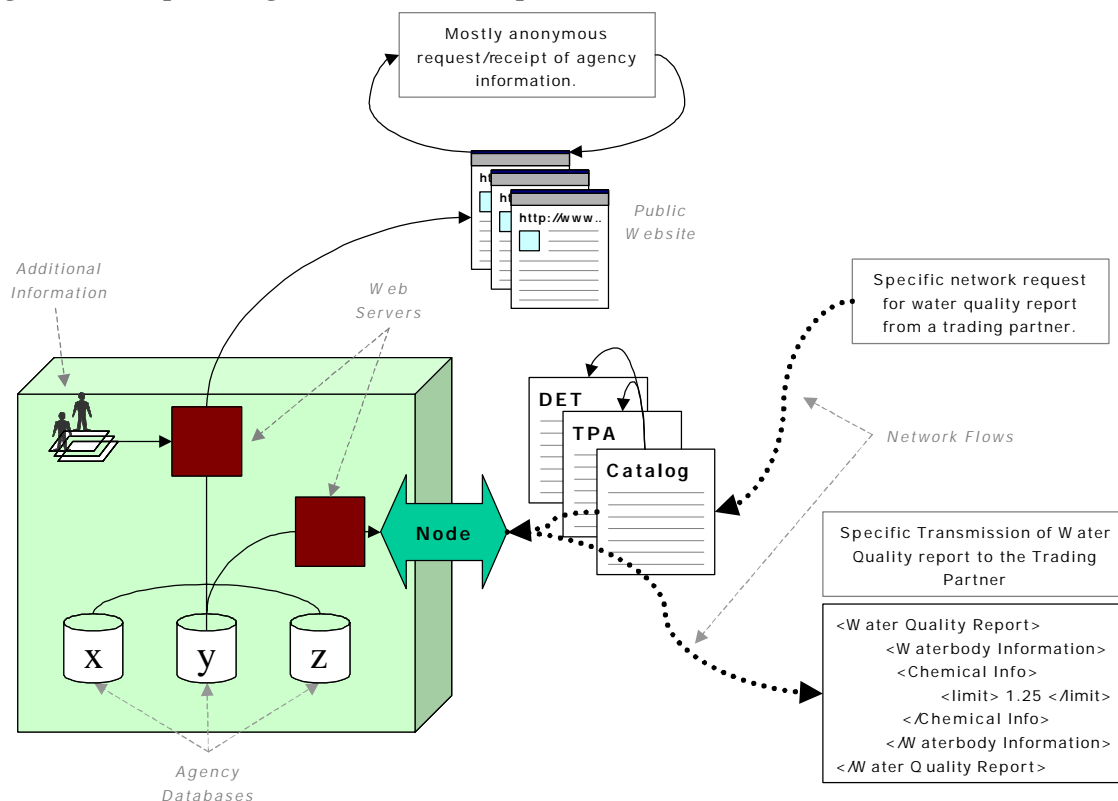 Mostly anonymous
request/receipt of agency
information.
ht
ht
http://www..
Public
Website
Additional
Information
Web
Servers
Specific network request
for water quality report
from a trading partner.
DET
TPA
Catalog
Network Flows
Node
Specific Transmission of Water
Quality report to the Trading
Partner
x
y
z
<Water Quality Report>
<Waterbody Information>
<Chemical Info>
<limit> 1.25 </limit>
</Chemical Info>
</Waterbody Information>
</Water Quality Report>
Agency
Databases